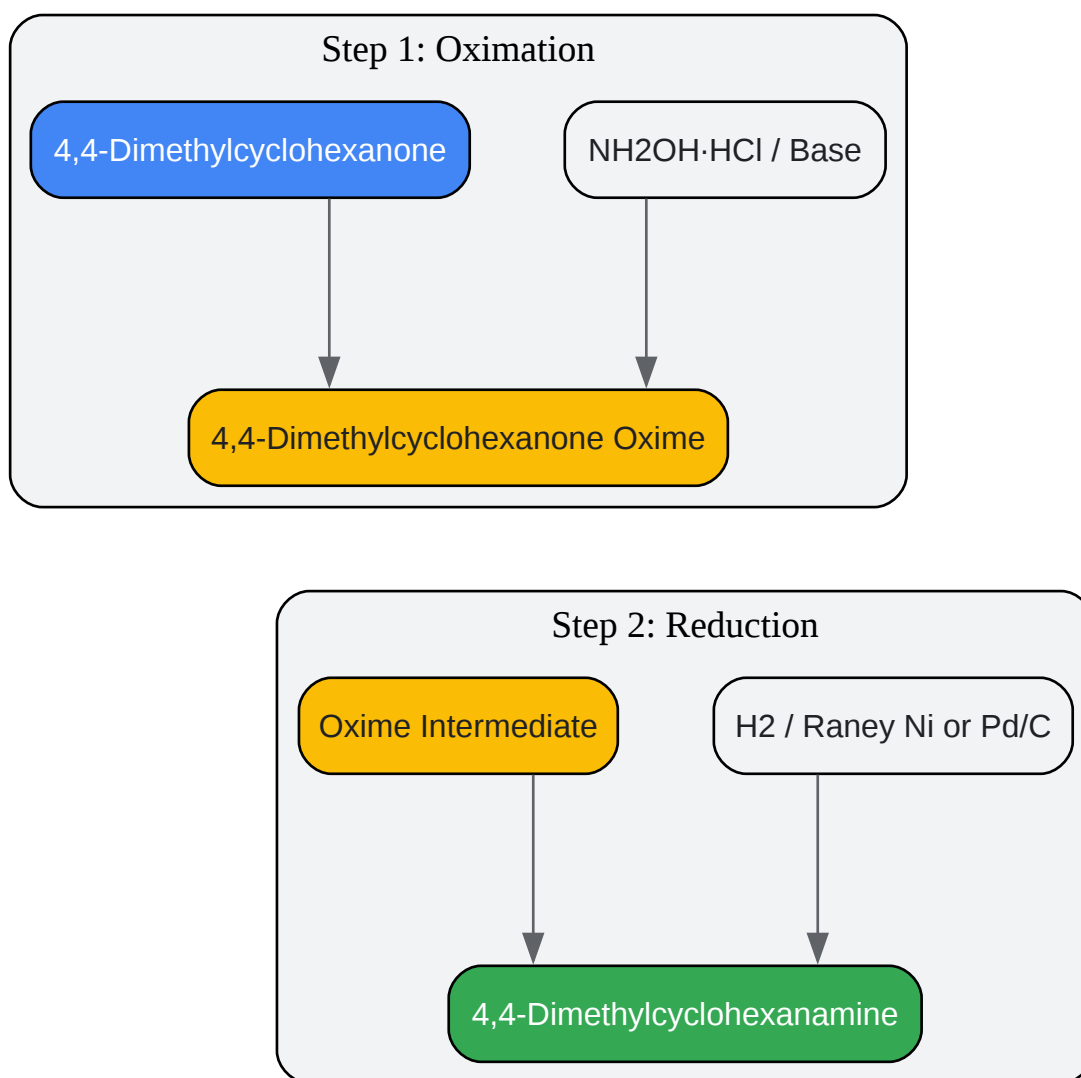 Step 1: Oximation
4,4-Dimethylcyclohexanone
NH2OH·HCl / Base
4,4-Dimethylcyclohexanone Oxime
Step 2: Reduction
Oxime Intermediate
H2 / Raney Ni or Pd/C
4,4-Dimethylcyclohexanamine